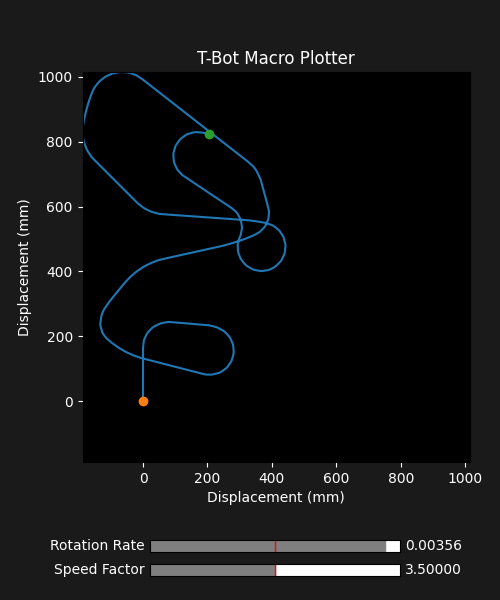 T-Bot Macro Plotter
1000
800
600
400
200
0
Displacement (mm)
0 200 400 600 800 1000
Displacement (mm)
Rotation Rate 0.00356
Speed Factor 3.50000